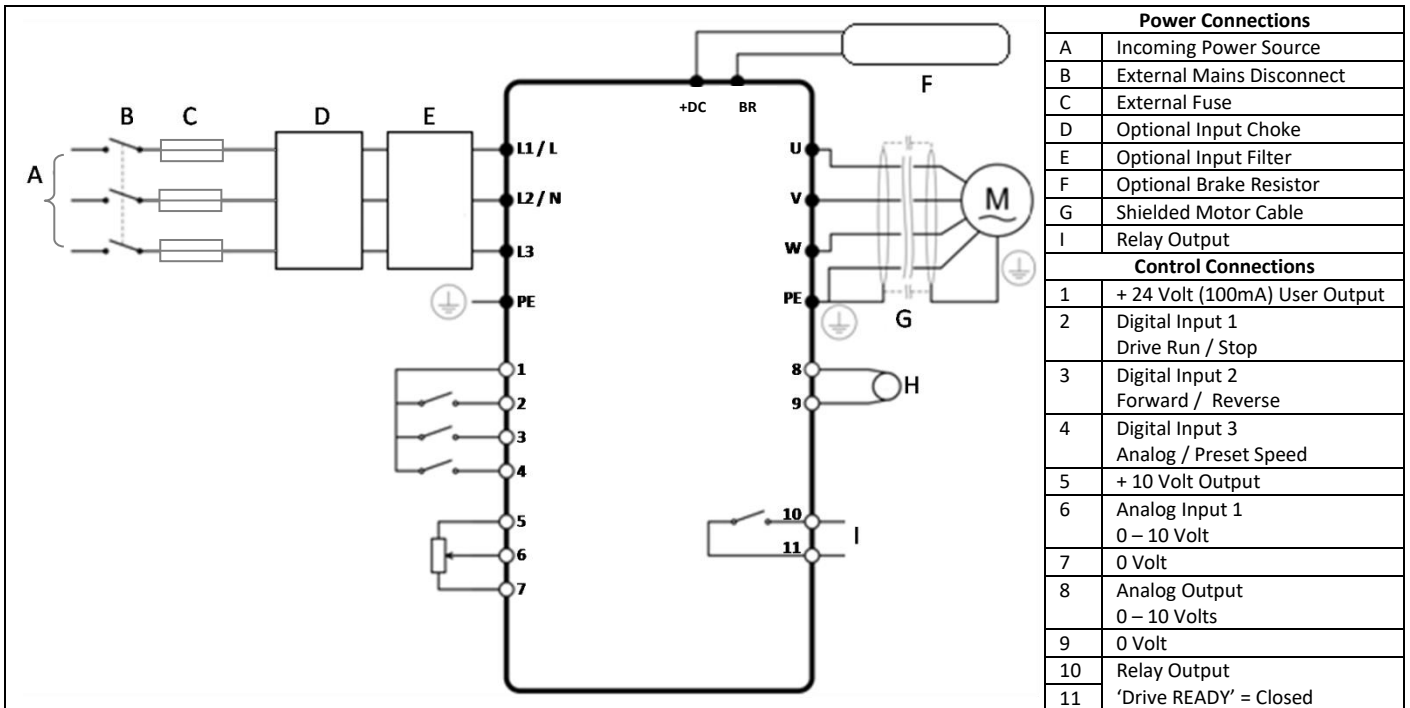 B C D E
A
F
+DC BR
L1 / L
L2 / N
L3
PE
U
V
W
PE
M
G
1
2
3
4
5
6
7
8
9
H
10
11
I
Power Connections
A Incoming Power Source
B External Mains Disconnect
C External Fuse
D Optional Input Choke
E Optional Input Filter
F Optional Brake Resistor
G Shielded Motor Cable
I Relay Output
Control Connections
1 + 24 Volt (100mA) User Output
2 Digital Input 1
Drive Run / Stop
3 Digital Input 2
Forward / Reverse
4 Digital Input 3
Analog / Preset Speed
5 + 10 Volt Output
6 Analog Input 1
0 – 10 Volt
7 0 Volt
8 Analog Output
0 – 10 Volts
9 0 Volt
10 Relay Output
11 ‘Drive READY’ = Closed